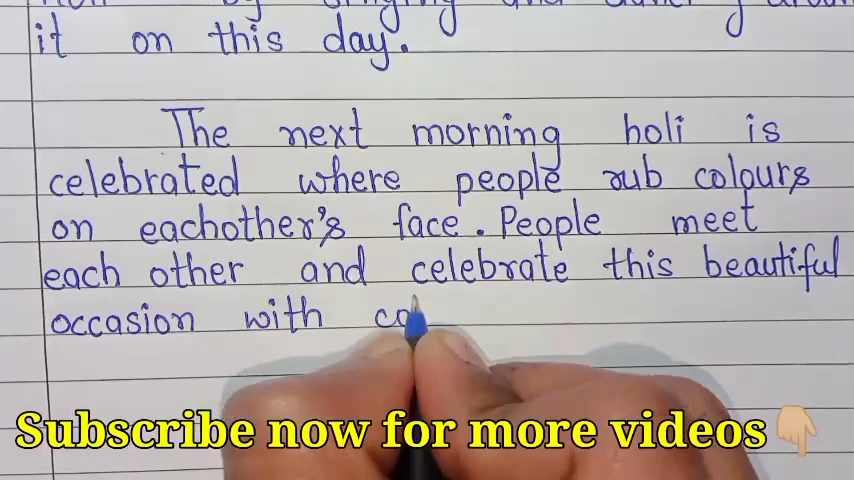 it on this day.
The next morning holi is
celebrated where people rub colours
on eachother's face. People meet
each other and celebrate this beautiful
occasion with co
Subscribe now for more videos👇🏼